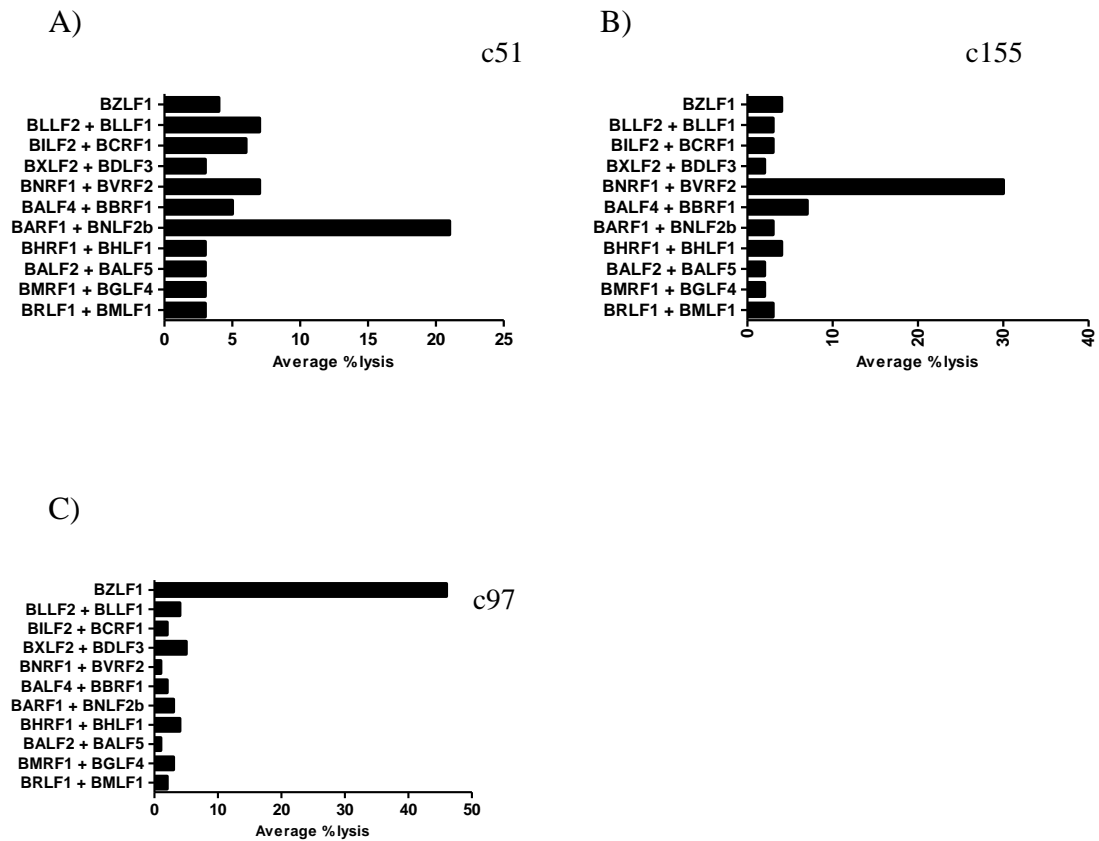 A)
c51
BZLF1
BLLF2 + BLLF1
BILF2 + BCRF1
BXLF2 + BDLF3
BNRF1 + BVRF2
BALF4 + BBRF1
BARF1 + BNLF2b
BHRF1 + BHLF1
BALF2 + BALF5
BMRF1 + BGLF4
BRLF1 + BMLF1
0 5 10 15 20 25
Average %lysis
B)
c155
BZLF1
BLLF2 + BLLF1
BILF2 + BCRF1
BXLF2 + BDLF3
BNRF1 + BVRF2
BALF4 + BBRF1
BARF1 + BNLF2b
BHRF1 + BHLF1
BALF2 + BALF5
BMRF1 + BGLF4
BRLF1 + BMLF1
0 10 20 30 40
Average %lysis
C)
c97
BZLF1
BLLF2 + BLLF1
BILF2 + BCRF1
BXLF2 + BDLF3
BNRF1 + BVRF2
BALF4 + BBRF1
BARF1 + BNLF2b
BHRF1 + BHLF1
BALF2 + BALF5
BMRF1 + BGLF4
BRLF1 + BMLF1
0 10 20 30 40 50
Average %lysis